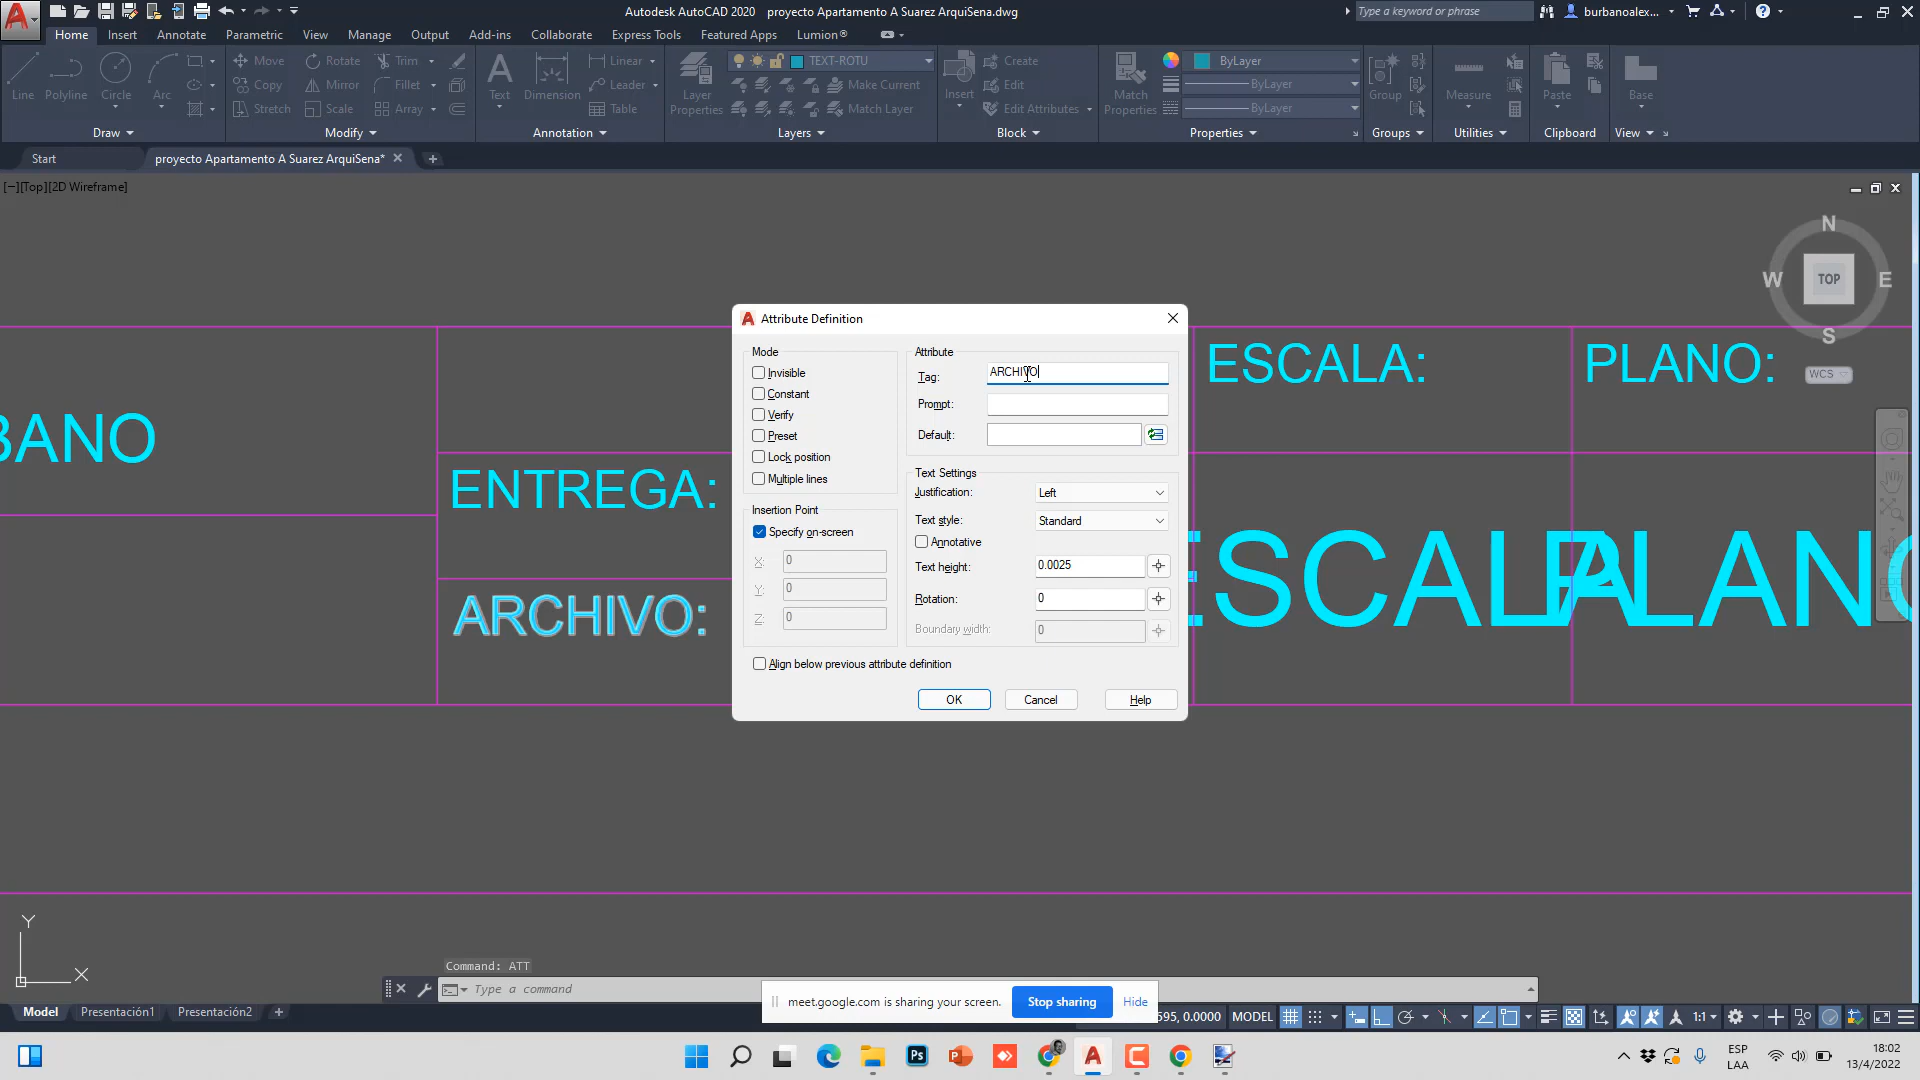 Autodesk AutoCAD 2020 proyecto Apartamento A Suarez ArquiSena.dwg
Type a keyword or phrase
burbanoalex...
Home Insert Annotate Parametric View Manage Output Add-ins Collaborate Express Tools Featured Apps Lumion®
Line Polyline Circle Arc
Move Rotate Trim
Copy Mirror Fillet
Stretch Scale Array
Text Dimension
Linear
Leader
Table
Layer Properties
TEXT-ROTU
Make Current
Match Layer
Insert
Create
Edit
Edit Attributes
Match Properties
ByLayer
ByLayer
ByLayer
Group
Measure
Paste
Base
Draw Modify Annotation Layers Block Properties Groups Utilities Clipboard View
Start
proyecto Apartamento A Suarez ArquiSena*
[−][Top][2D Wireframe]
N
W TOP E
S
WCS
BANO
ENTREGA:
ARCHIVO:
ESCALA:
PLANO:
ESCALA
PLANO
Attribute Definition
Mode
Invisible
Constant
Verify
Preset
Lock position
Multiple lines
Insertion Point
Specify on-screen
X: 0
Y: 0
Z: 0
Align below previous attribute definition
Attribute
Tag: ARCHIVO
Prompt:
Default:
Text Settings
Justification: Left
Text style: Standard
Annotative
Text height: 0.0025
Rotation: 0
Boundary width: 0
OK Cancel Help
Y
X
Command: ATT
Type a command
meet.google.com is sharing your screen. Stop sharing Hide
Model Presentación1 Presentación2
595, 0.0000 MODEL
1:1
ESP
LAA
18:02
13/4/2022